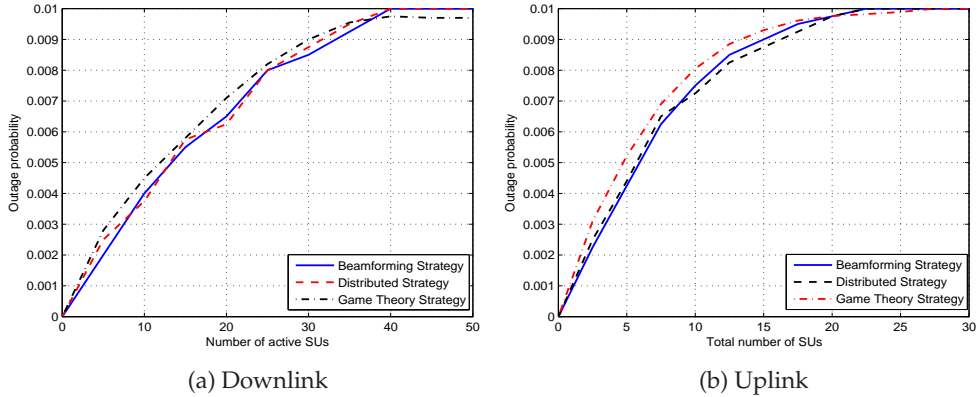 0.01
0.009
0.008
0.007
0.006
0.005
0.004
0.003
0.002
0.001
0
Outage probability
Beamforming Strategy
Distributed Strategy
Game Theory Strategy
0 10 20 30 40 50
Number of active SUs
(a) Downlink
0.01
0.009
0.008
0.007
0.006
0.005
0.004
0.003
0.002
0.001
0
Outage probability
Beamforming Strategy
Distributed Strategy
Game Theory Strategy
0 5 10 15 20 25 30
Total number of SUs
(b) Uplink